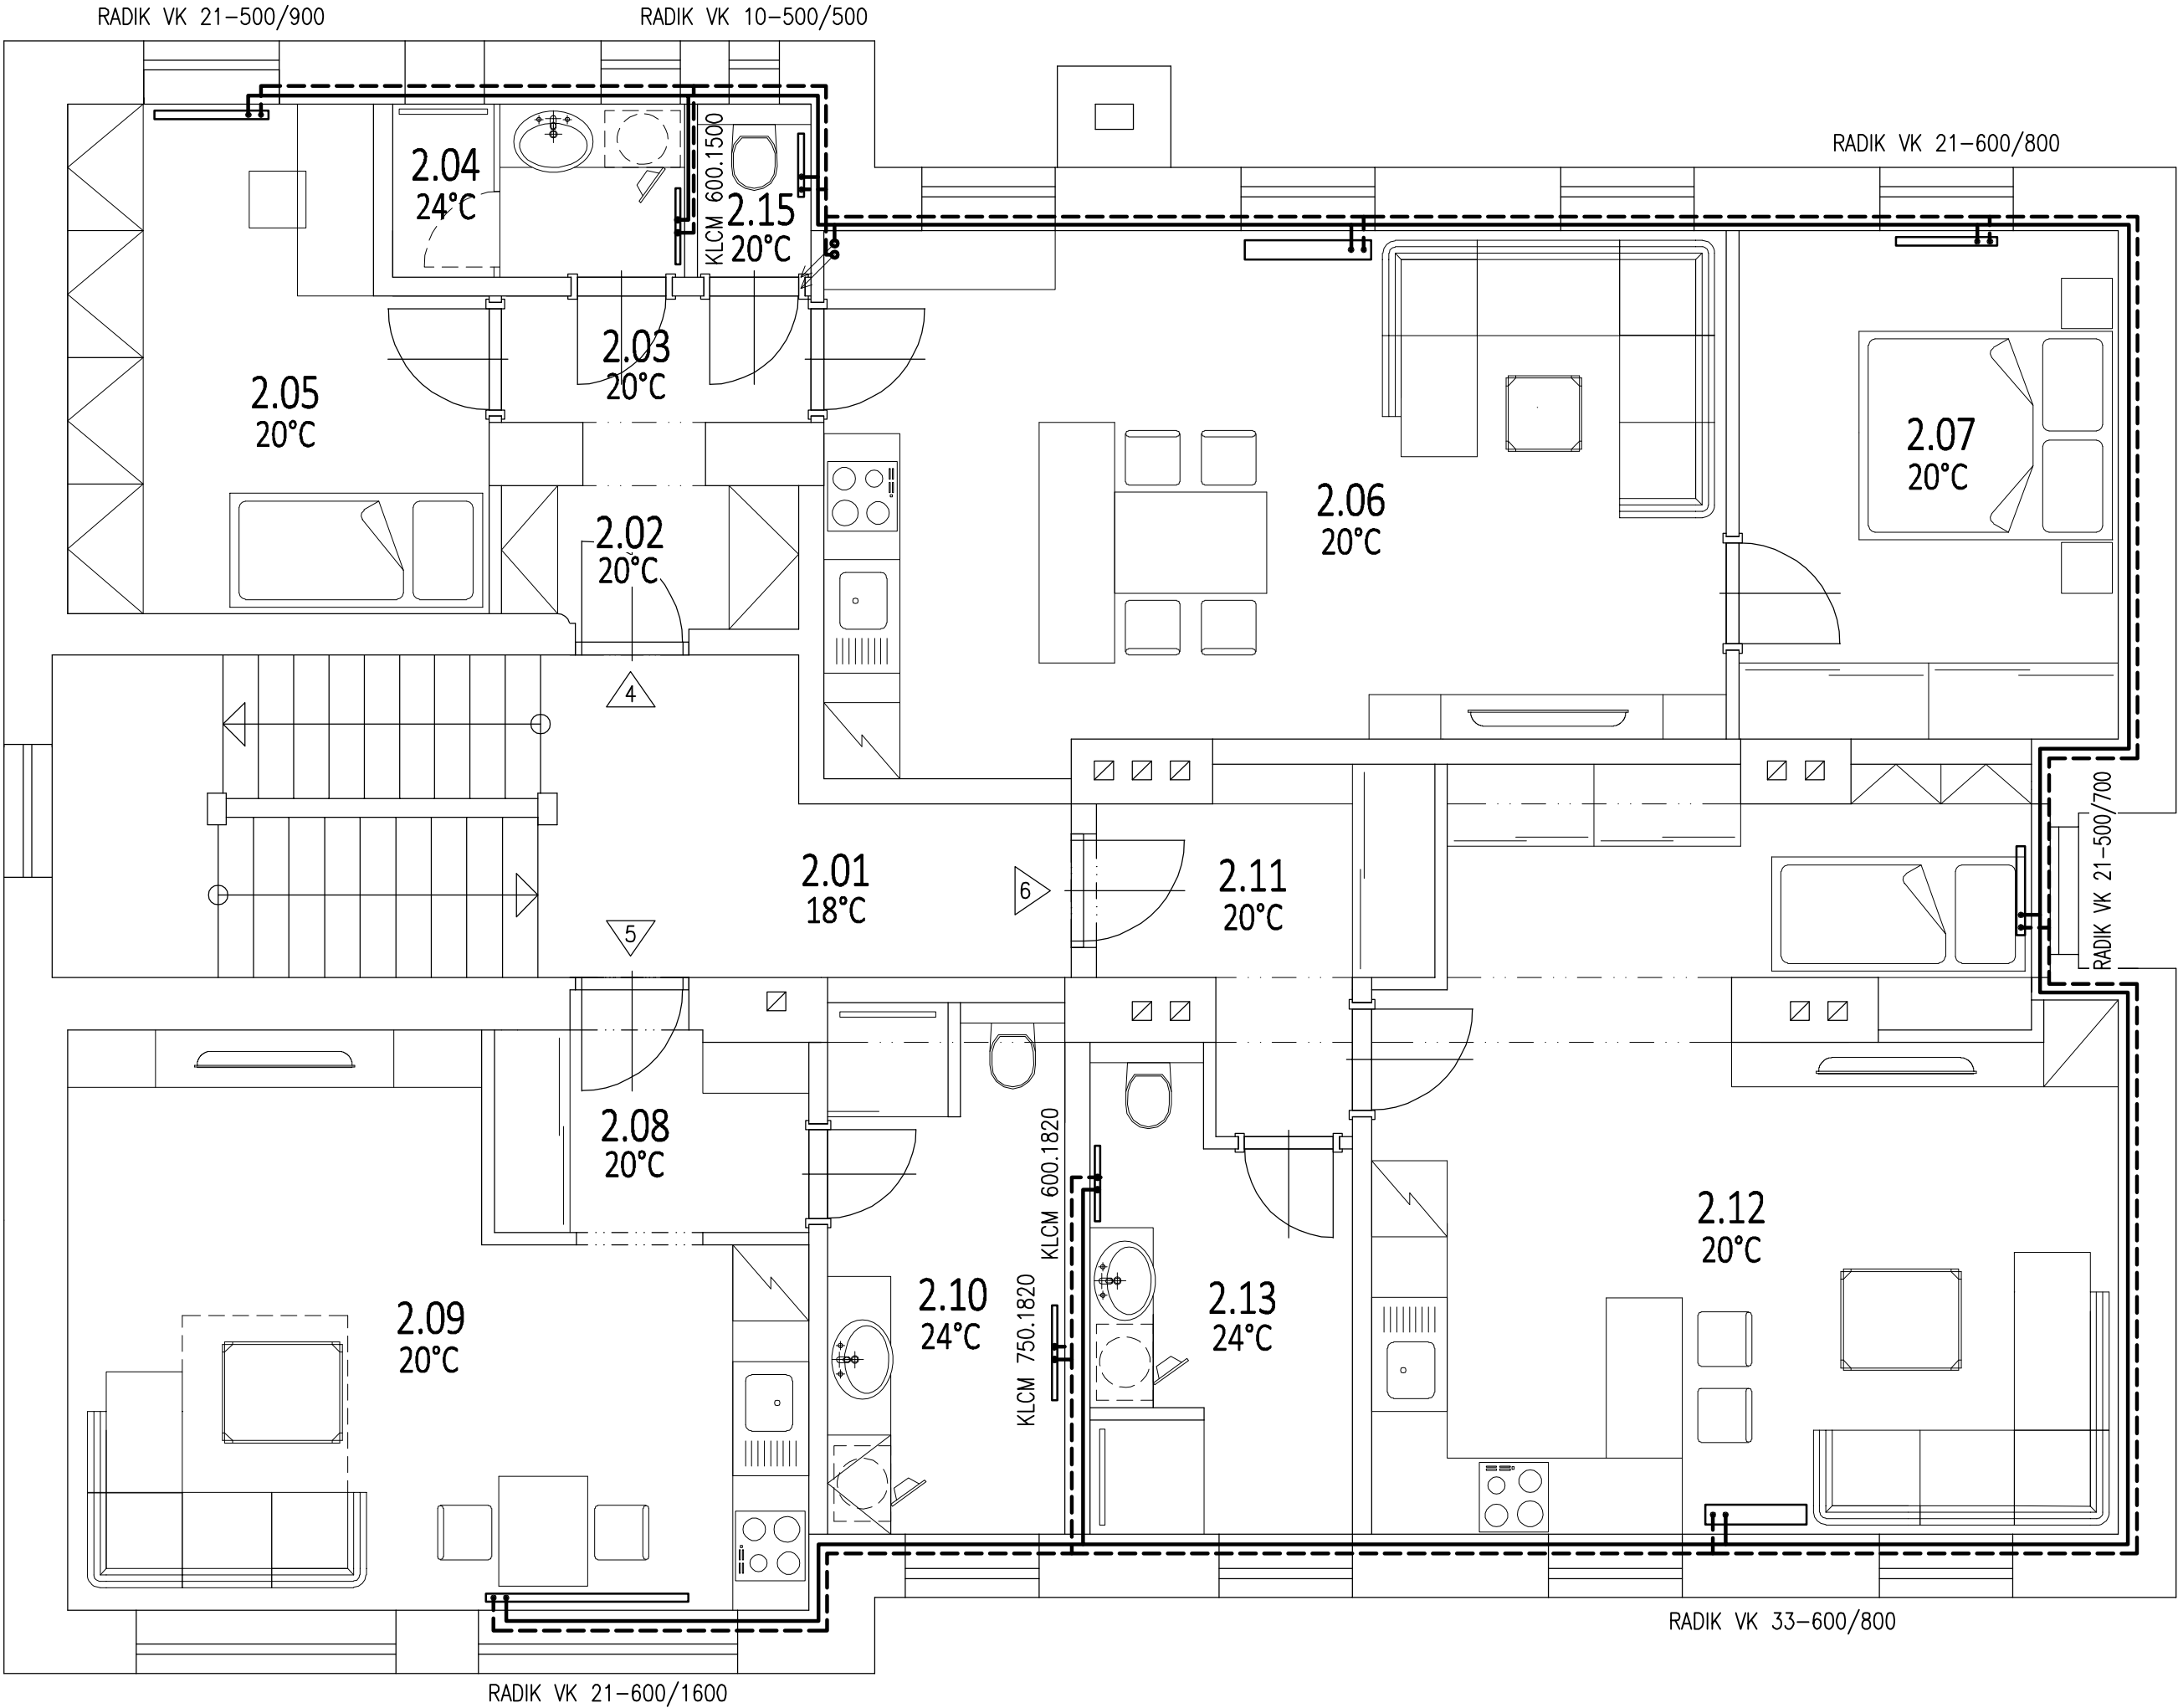 RADIK VK 21-500/900
RADIK VK 10-500/500
RADIK VK 21-600/800
2.04
24°C
KLCM 600.1500
2.15
20°C
2.03
20°C
2.05
20°C
2.07
20°C
2.06
20°C
2.02
20°C
4
RADIK VK 21-500/700
2.01
18°C
6
2.11
20°C
5
2.08
20°C
KLCM 600.1820
2.12
20°C
2.10
24°C
2.13
24°C
2.09
20°C
KLCM 750.1820
RADIK VK 33-600/800
RADIK VK 21-600/1600